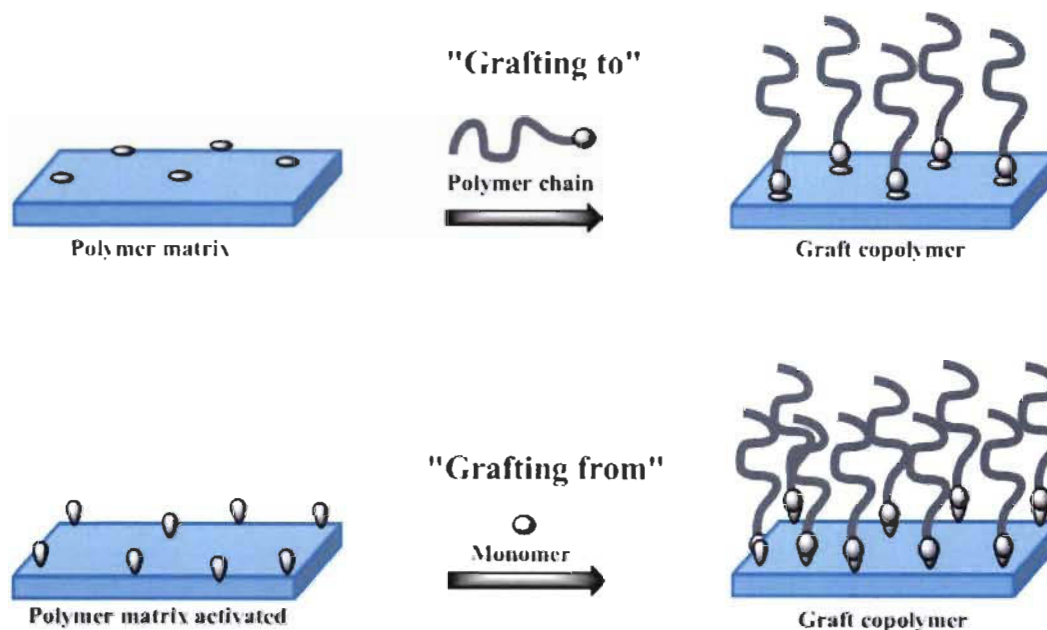 "Grafting to"
Polymer chain
Polymer matrix
Graft copolymer
"Grafting from"
Monomer
Polymer matrix activated
Graft copolymer